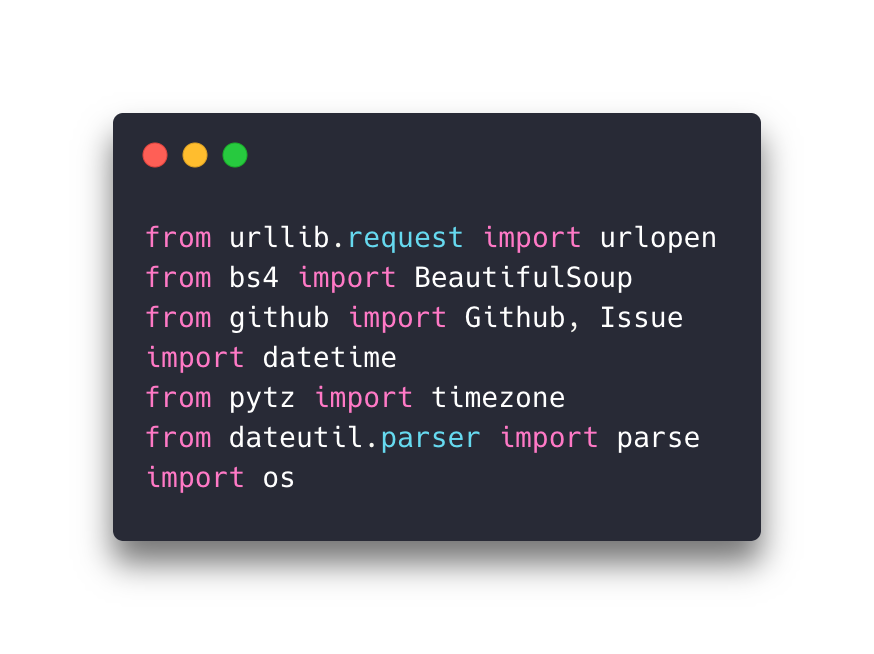 from urllib.request import urlopen
from bs4 import BeautifulSoup
from github import Github, Issue
import datetime
from pytz import timezone
from dateutil.parser import parse
import os